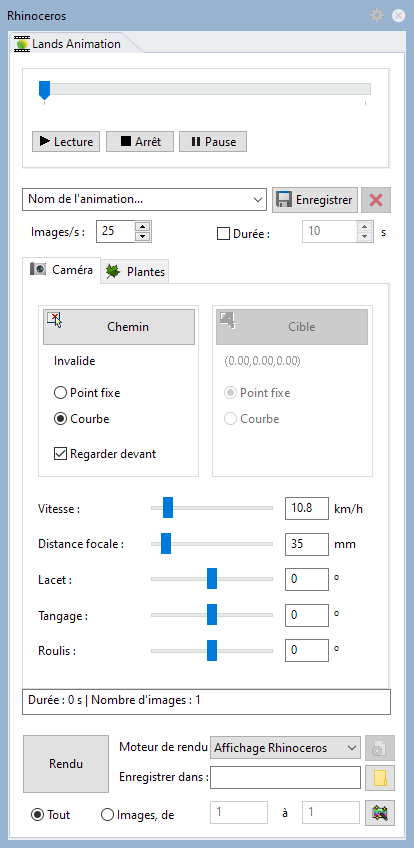 Rhinoceros
Lands Animation
Lecture Arrêt Pause
Nom de l'animation... Enregistrer
Images/s : 25 Durée : 10 s
Caméra Plantes
Chemin Cible
Invalide (0.00,0.00,0.00)
Point fixe Point fixe
Courbe Courbe
Regarder devant
Vitesse : 10.8 km/h
Distance focale : 35 mm
Lacet : 0 º
Tangage : 0 º
Roulis : 0 º
Durée : 0 s | Nombre d'images : 1
Rendu Moteur de rendu Affichage Rhinoceros
Enregistrer dans :
Tout Images, de 1 à 1